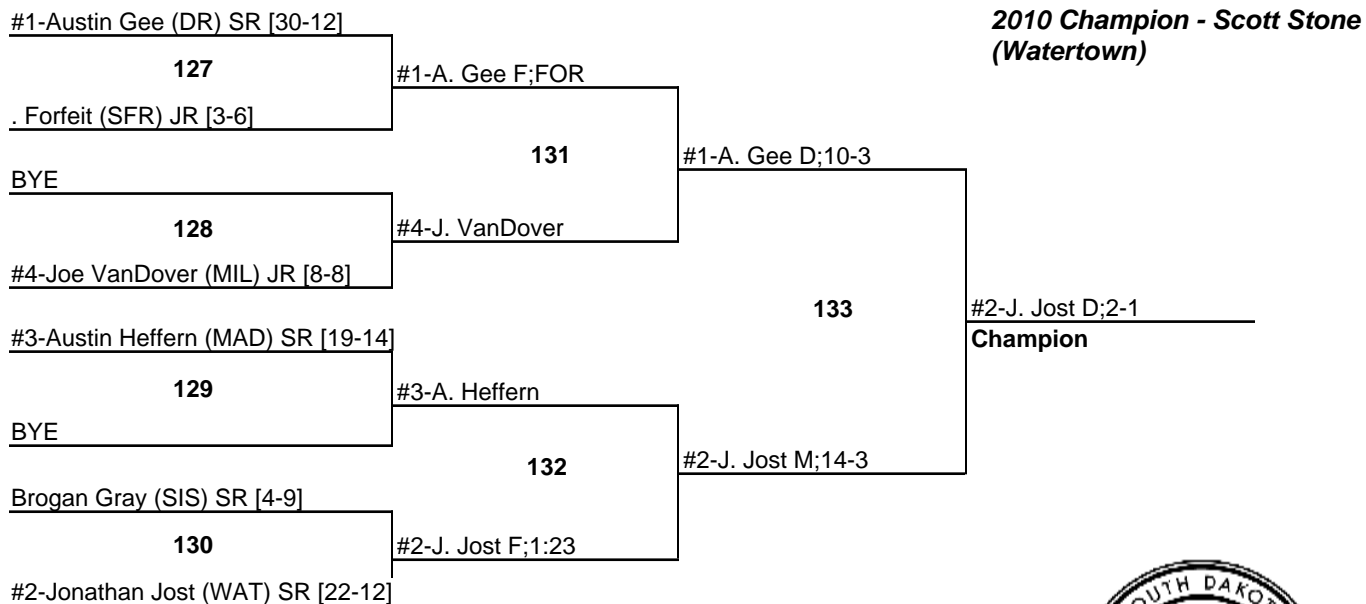 #1-Austin Gee (DR) SR [30-12]
2010 Champion - Scott Stone
(Watertown)
127
#1-A. Gee F;FOR
. Forfeit (SFR) JR [3-6]
131
#1-A. Gee D;10-3
BYE
128
#4-J. VanDover
#4-Joe VanDover (MIL) JR [8-8]
133
#2-J. Jost D;2-1
Champion
#3-Austin Heffern (MAD) SR [19-14]
129
#3-A. Heffern
BYE
132
#2-J. Jost M;14-3
Brogan Gray (SIS) SR [4-9]
130
#2-J. Jost F;1:23
#2-Jonathan Jost (WAT) SR [22-12]